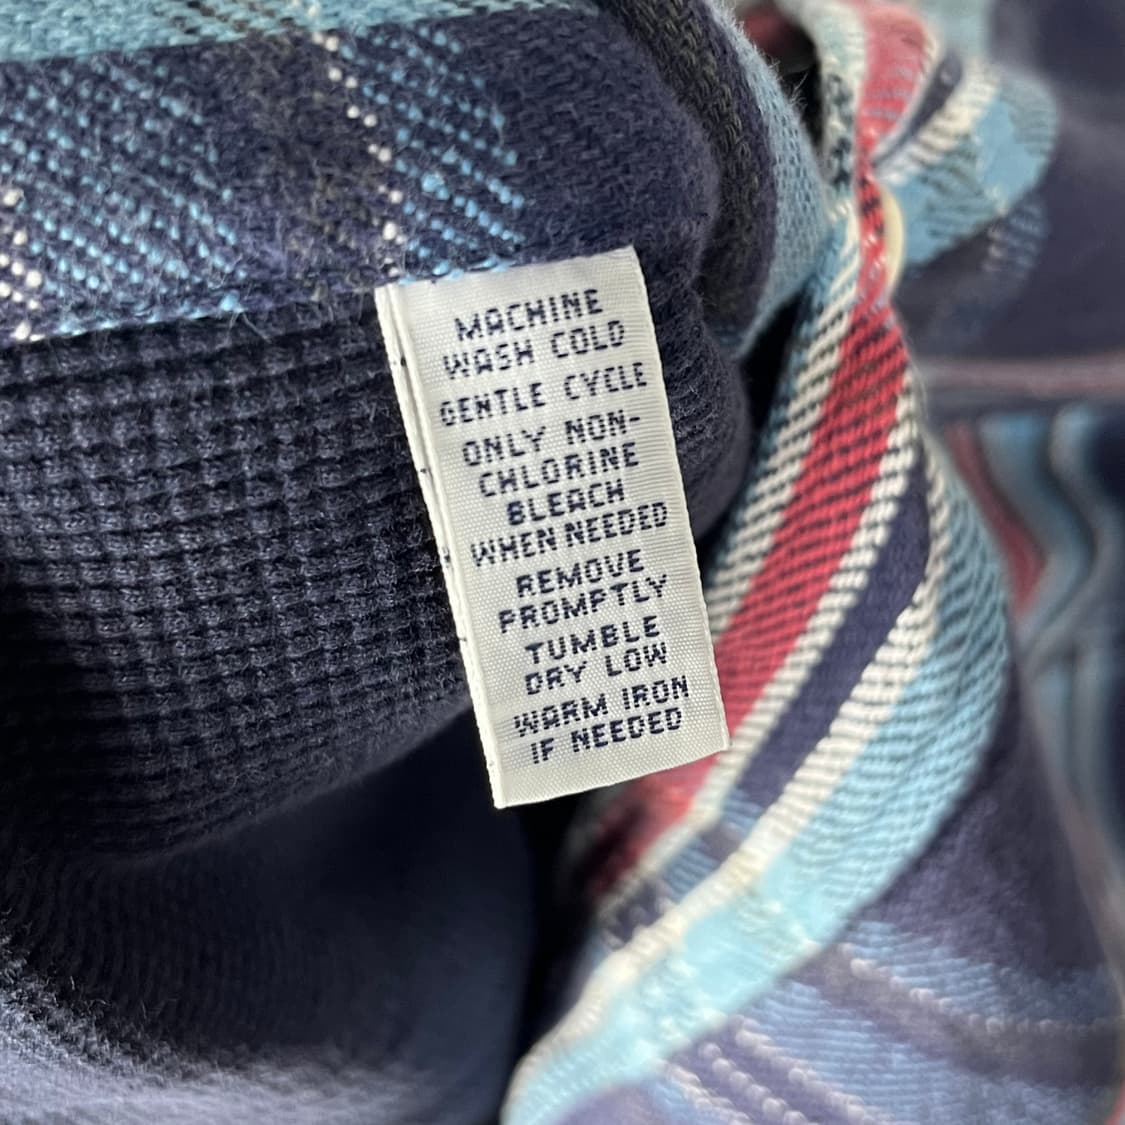 MACHINE
WASH COLD
GENTLE CYCLE
ONLY NON-
CHLORINE
BLEACH
WHEN NEEDED
REMOVE
PROMPTLY
TUMBLE
DRY LOW
WARM IRON
IF NEEDED